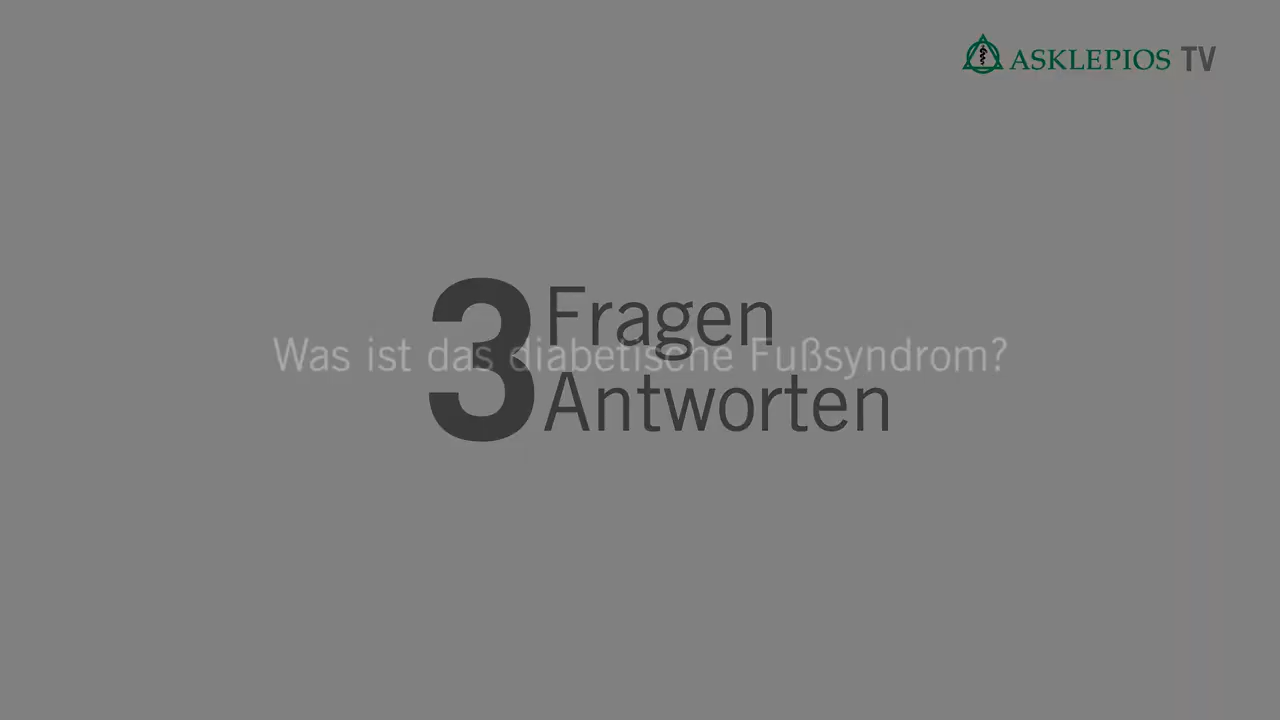 ASKLEPIOS TV
3 Fragen
Was ist das diabetische Fußsyndrom?
Antworten